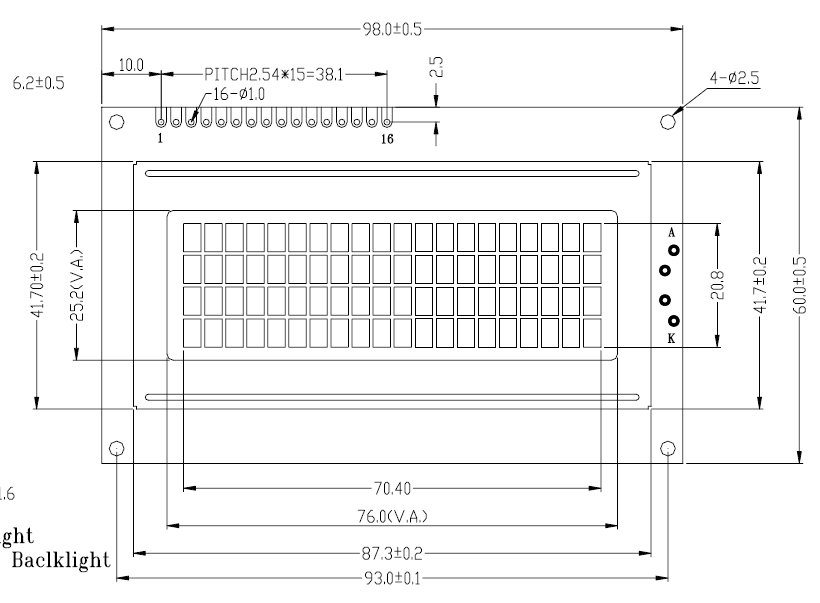 98.0±0.5
10.0
PITCH2.54*15=38.1
2.5
4-Ø2.5
6.2±0.5
16-Ø1.0
1
16
41.70±0.2
25.2(V.A.)
A
K
20.8
41.7±0.2
60.0±0.5
70.40
1.6
76.0(V.A.)
ght
87.3±0.2
Baclklight
93.0±0.1